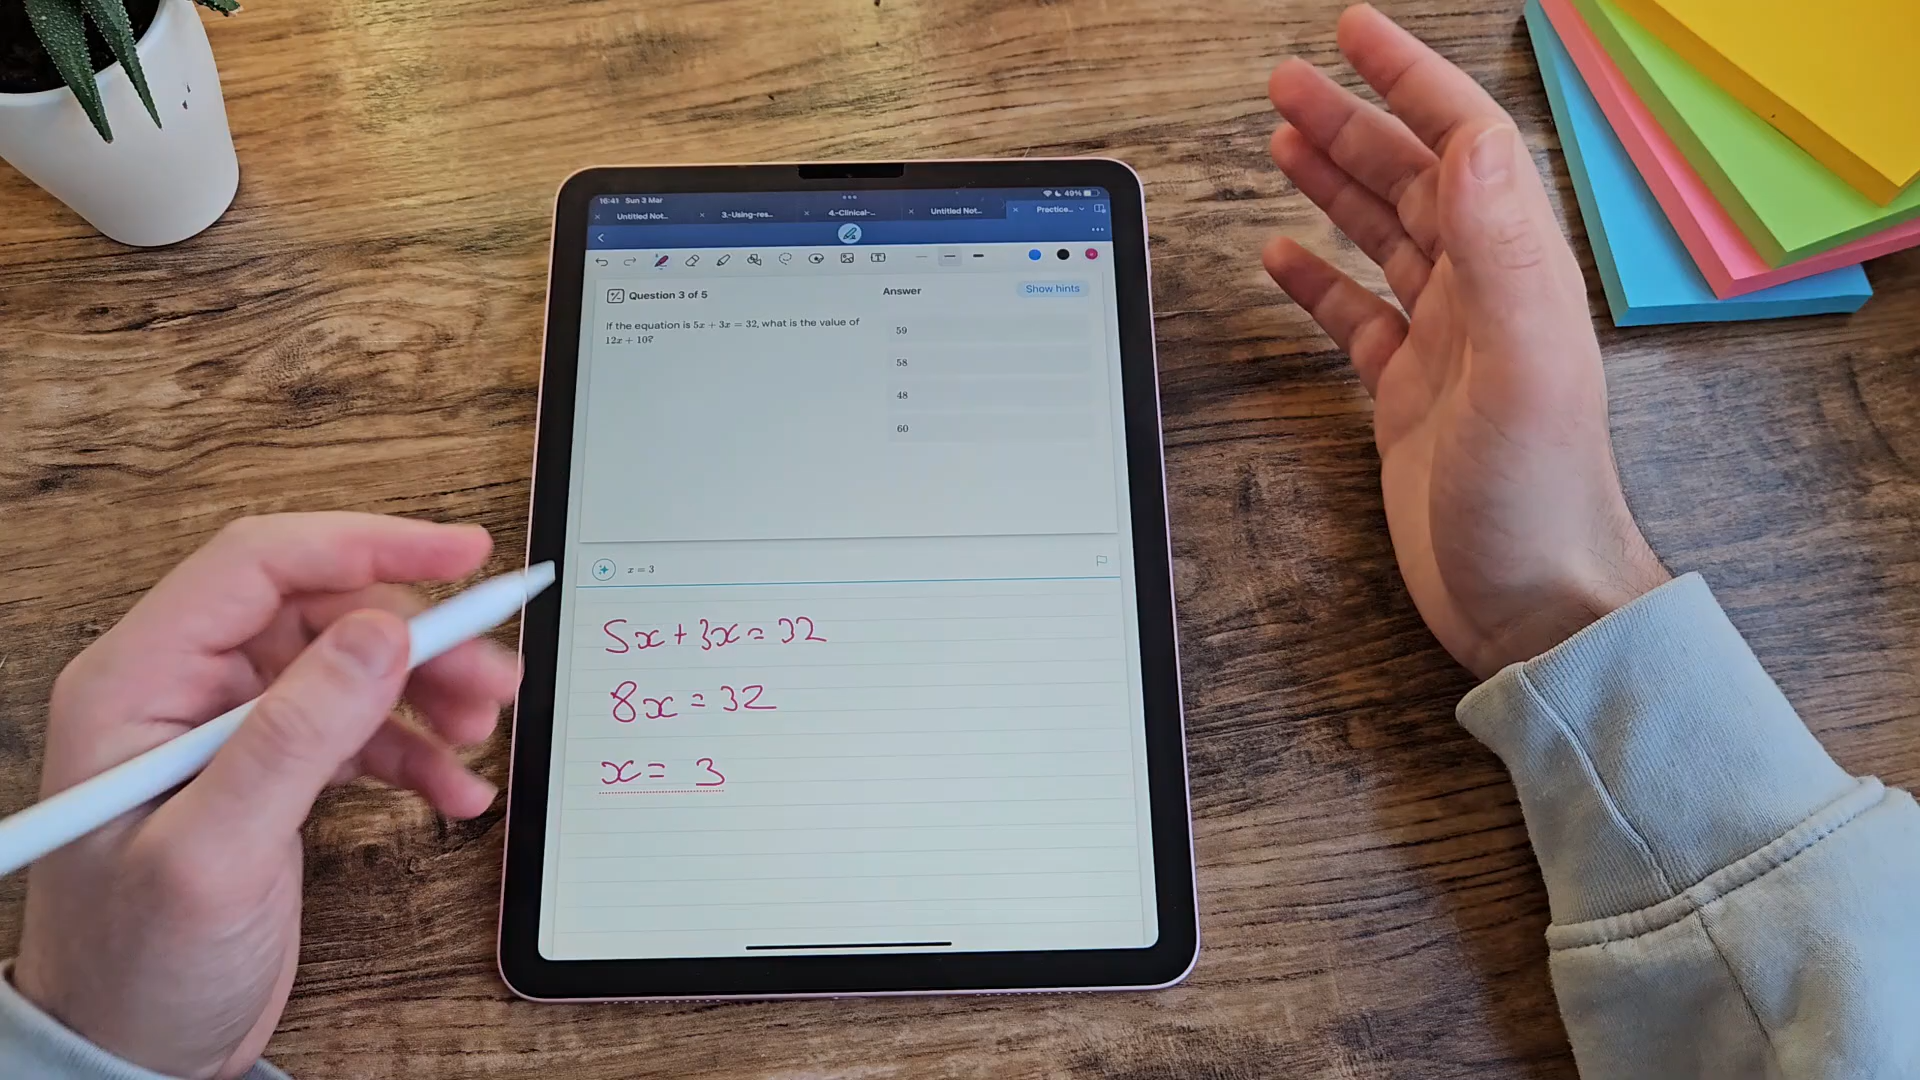 16:41 Sun 3 Mar
49%
Untitled Not...
3.-Using-res...
4.-Clinical-...
Untitled Not...
Practice...
Question 3 of 5
Answer
Show hints
If the equation is 5x + 3x = 32, what is the value of
12x + 10?
59
58
48
60
x = 3
5x + 3x = 32
8x = 32
x = 3